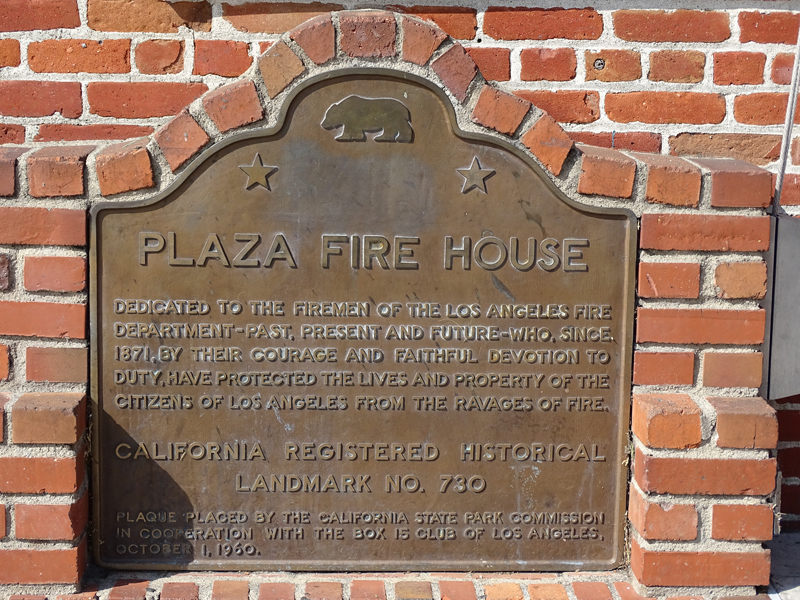 PLAZA FIRE HOUSE
DEDICATED TO THE FIREMEN OF THE LOS ANGELES FIRE
DEPARTMENT-PAST, PRESENT AND FUTURE-WHO, SINCE
1871, BY THEIR COURAGE AND FAITHFUL DEVOTION TO
DUTY, HAVE PROTECTED THE LIVES AND PROPERTY OF THE
CITIZENS OF LOS ANGELES FROM THE RAVAGES OF FIRE.
CALIFORNIA REGISTERED HISTORICAL
LANDMARK NO. 730
PLAQUE PLACED BY THE CALIFORNIA STATE PARK COMMISSION
IN COOPERATION WITH THE BOX 15 CLUB OF LOS ANGELES.
OCTOBER 1, 1960.